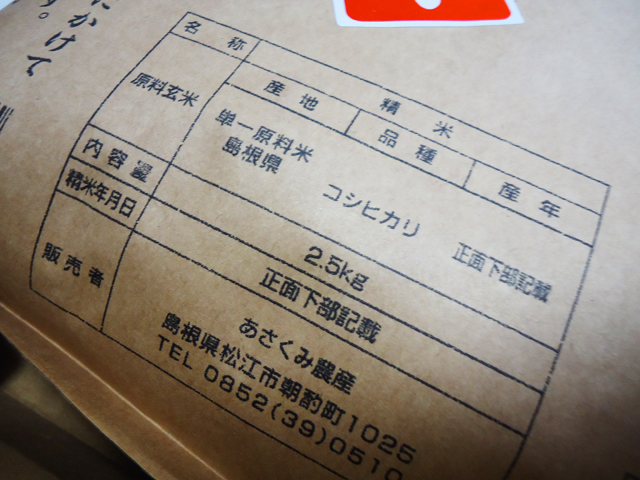 にかけて
す。
名称 精米
原料玄米 産地 品種 産年
単一原料米
島根県 コシヒカリ 正面下部記載
内容量 2.5kg
精米年月日 正面下部記載
販売者 あさくみ農産
島根県松江市朝酌町1025
TEL 0852(39)0510